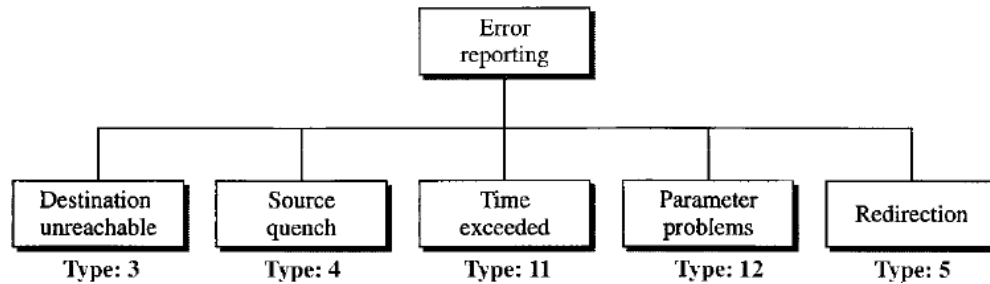 Error
reporting
Destination
unreachable
Source
quench
Time
exceeded
Parameter
problems
Redirection
Type: 3
Type: 4
Type: 11
Type: 12
Type: 5